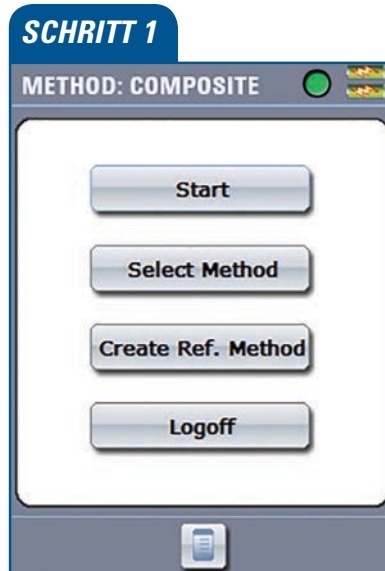 SCHRITT 1
METHOD: COMPOSITE
Start
Select Method
Create Ref. Method
Logoff